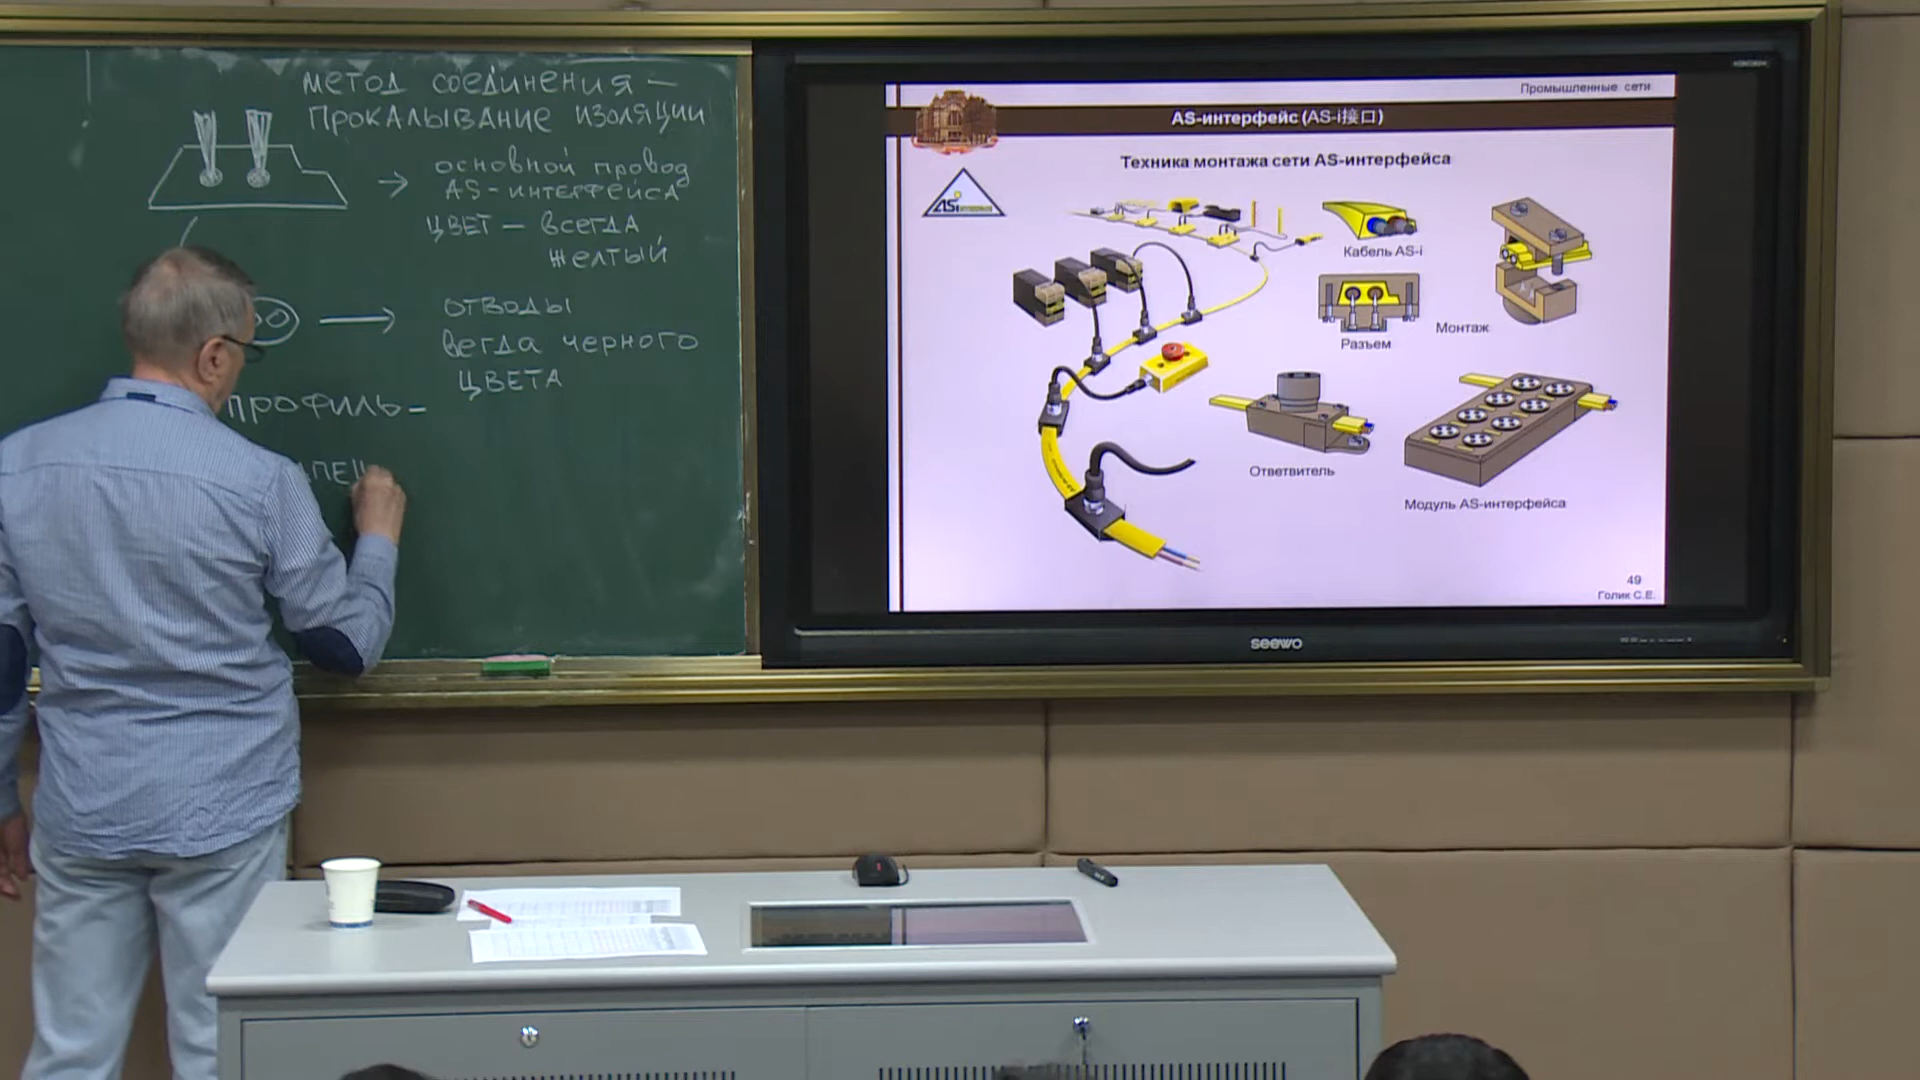 метод соединения –
прокалывание изоляции
основной провод
AS-интерфейса
цвет – всегда
желтый
отводы
вегда черного
цвета
профиль-
Промышленные сети
AS-интерфейс (AS-i接口)
Техника монтажа сети AS-интерфейса
Кабель AS-i
Разъем
Монтаж
Ответвитель
Модуль AS-интерфейса
49
Голик С.Е.
seewo